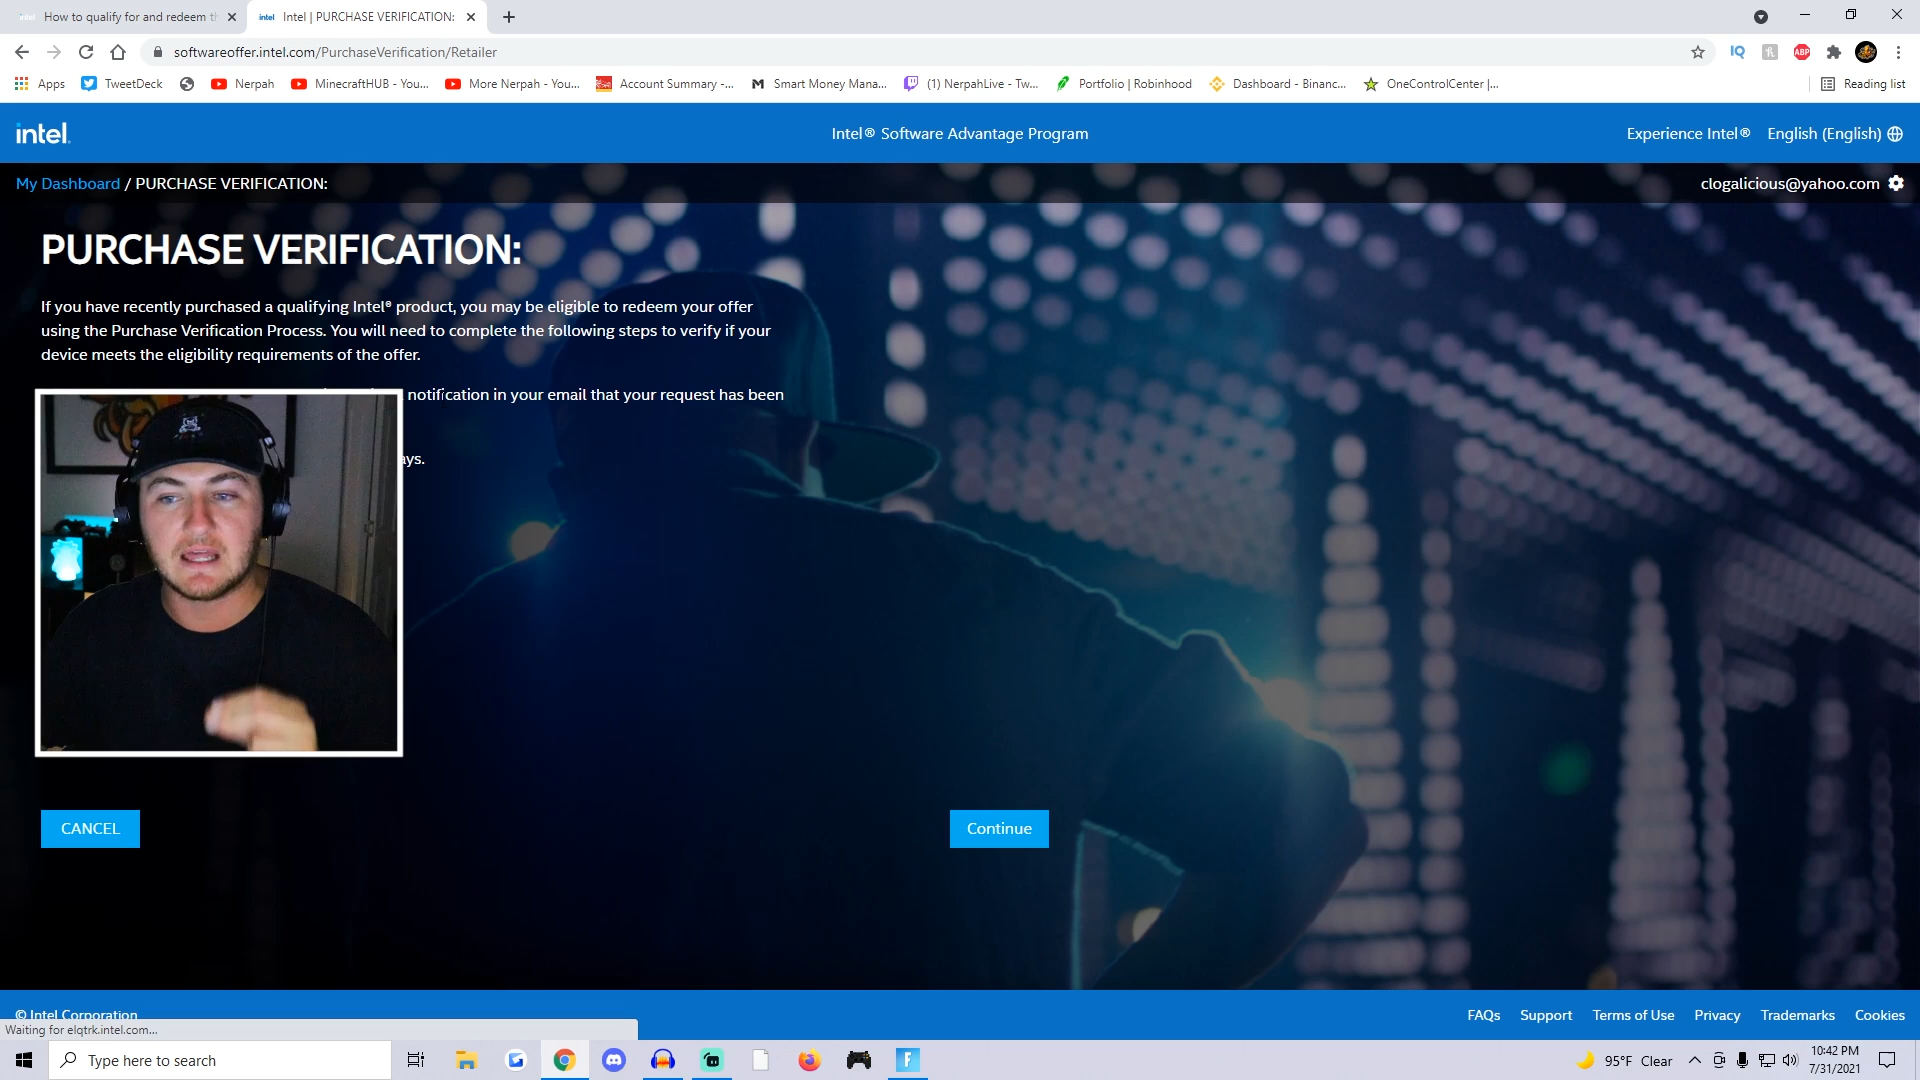 How to qualify for and redeem th
intel
Intel | PURCHASE VERIFICATION:
softwareoffer.intel.com/PurchaseVerification/Retailer
Apps
TweetDeck
Nerpah
MinecraftHUB - You...
More Nerpah - You...
Account Summary -...
Smart Money Mana...
(1) NerpahLive - Tw...
Portfolio | Robinhood
Dashboard - Binanc...
OneControlCenter |...
Reading list
intel.
Intel® Software Advantage Program
Experience Intel®
English (English)
My Dashboard / PURCHASE VERIFICATION:
clogalicious@yahoo.com
PURCHASE VERIFICATION:
If you have recently purchased a qualifying Intel® product, you may be eligible to redeem your offer
using the Purchase Verification Process. You will need to complete the following steps to verify if your
device meets the eligibility requirements of the offer.
notification in your email that your request has been
ays.
CANCEL
Continue
© Intel Corporation
FAQs
Support
Terms of Use
Privacy
Trademarks
Cookies
Waiting for elqtrk.intel.com...
Type here to search
95°F Clear
10:42 PM
7/31/2021